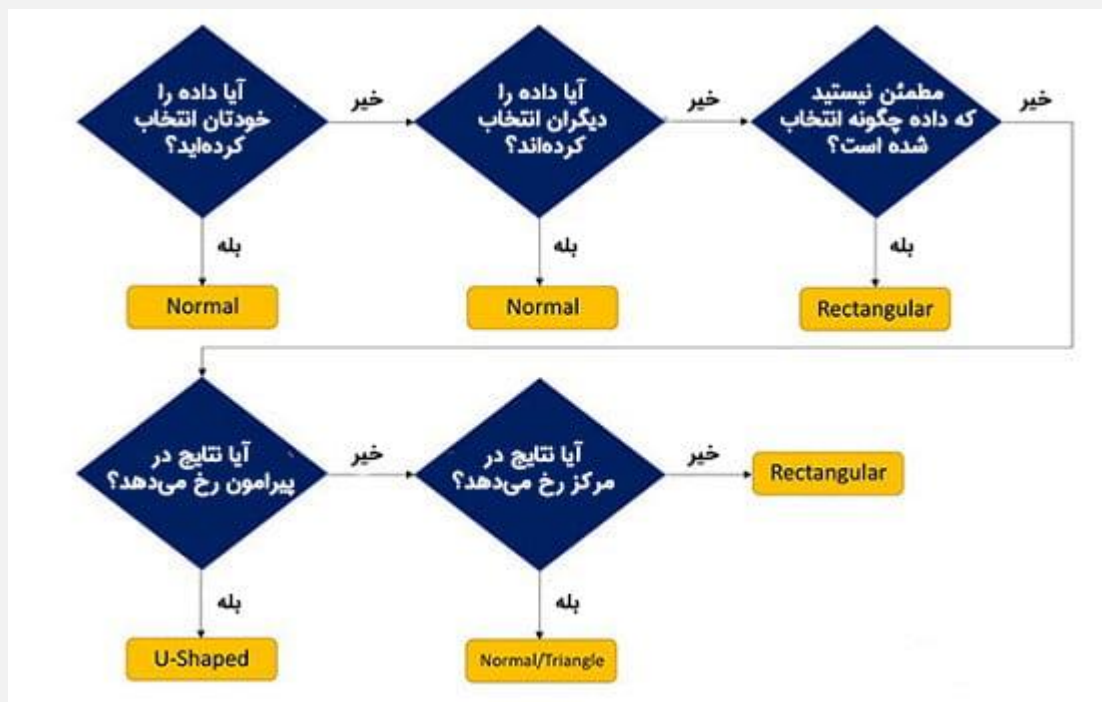 آیا داده را
خودتان انتخاب
کرده‌اید؟
خیر
آیا داده را
دیگران انتخاب
کرده‌اند؟
خیر
مطمئن نیستید
که داده چگونه انتخاب
شده است؟
خیر
بله
بله
بله
Normal
Normal
Rectangular
آیا نتایج در
پیرامون رخ می‌دهد؟
خیر
آیا نتایج در
مرکز رخ می‌دهد؟
خیر
Rectangular
بله
بله
U-Shaped
Normal/Triangle